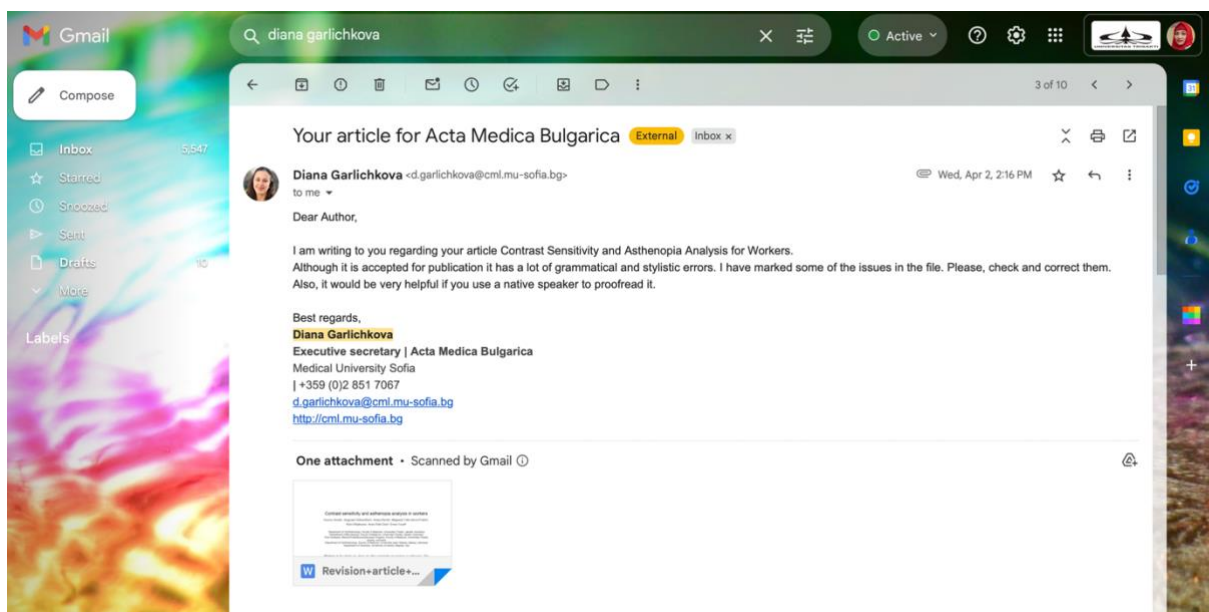 Gmail
diana garlichkova
Active
UNIVERSITAS TRISAKTI
Compose
3 of 10
31
Your article for Acta Medica Bulgarica External Inbox x
Inbox 5,547
Starred
Snoozed
Sent
Drafts 10
More
Labels
Diana Garlichkova <d.garlichkova@cml.mu-sofia.bg> Wed, Apr 2, 2:16 PM
to me
Dear Author,
I am writing to you regarding your article Contrast Sensitivity and Asthenopia Analysis for Workers.
Although it is accepted for publication it has a lot of grammatical and stylistic errors. I have marked some of the issues in the file. Please, check and correct them.
Also, it would be very helpful if you use a native speaker to proofread it.
Best regards,
Diana Garlichkova
Executive secretary | Acta Medica Bulgarica
Medical University Sofia
| +359 (0)2 851 7067
d.garlichkova@cml.mu-sofia.bg
http://cml.mu-sofia.bg
One attachment • Scanned by Gmail
Contrast sensitivity and asthenopia analysis in workers
W Revision+article+...